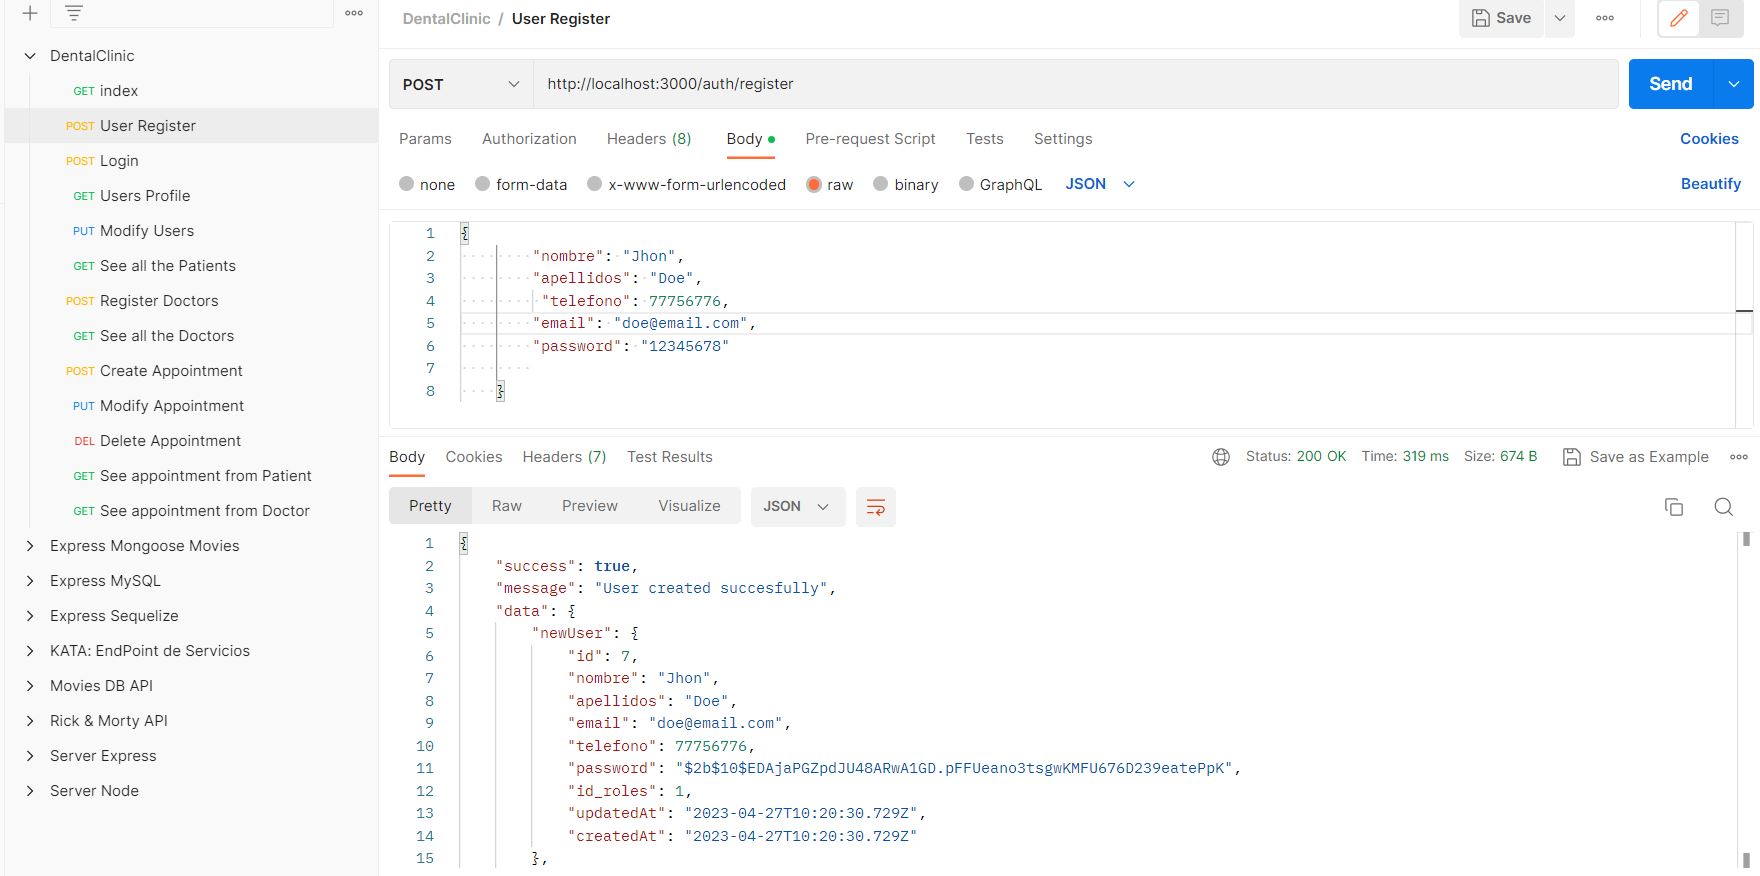 DentalClinic / User Register
Save
DentalClinic
GET index
POST User Register
POST Login
GET Users Profile
PUT Modify Users
GET See all the Patients
POST Register Doctors
GET See all the Doctors
POST Create Appointment
PUT Modify Appointment
DEL Delete Appointment
GET See appointment from Patient
GET See appointment from Doctor
Express Mongoose Movies
Express MySQL
Express Sequelize
KATA: EndPoint de Servicios
Movies DB API
Rick & Morty API
Server Express
Server Node
POST http://localhost:3000/auth/register Send
Params Authorization Headers (8) Body Pre-request Script Tests Settings Cookies
none form-data x-www-form-urlencoded raw binary GraphQL JSON Beautify
1 {
2 "nombre": "Jhon",
3 "apellidos": "Doe",
4 "telefono": 77756776,
5 "email": "doe@email.com",
6 "password": "12345678"
7
8 }
Body Cookies Headers (7) Test Results Status: 200 OK Time: 319 ms Size: 674 B Save as Example
Pretty Raw Preview Visualize JSON
1 {
2 "success": true,
3 "message": "User created succesfully",
4 "data": {
5 "newUser": {
6 "id": 7,
7 "nombre": "Jhon",
8 "apellidos": "Doe",
9 "email": "doe@email.com",
10 "telefono": 77756776,
11 "password": "$2b$10$EDAjaPGZpdJU48ARwA1GD.pFFUeano3tsgwKMFU676D239eatePpK",
12 "id_roles": 1,
13 "updatedAt": "2023-04-27T10:20:30.729Z",
14 "createdAt": "2023-04-27T10:20:30.729Z"
15 },